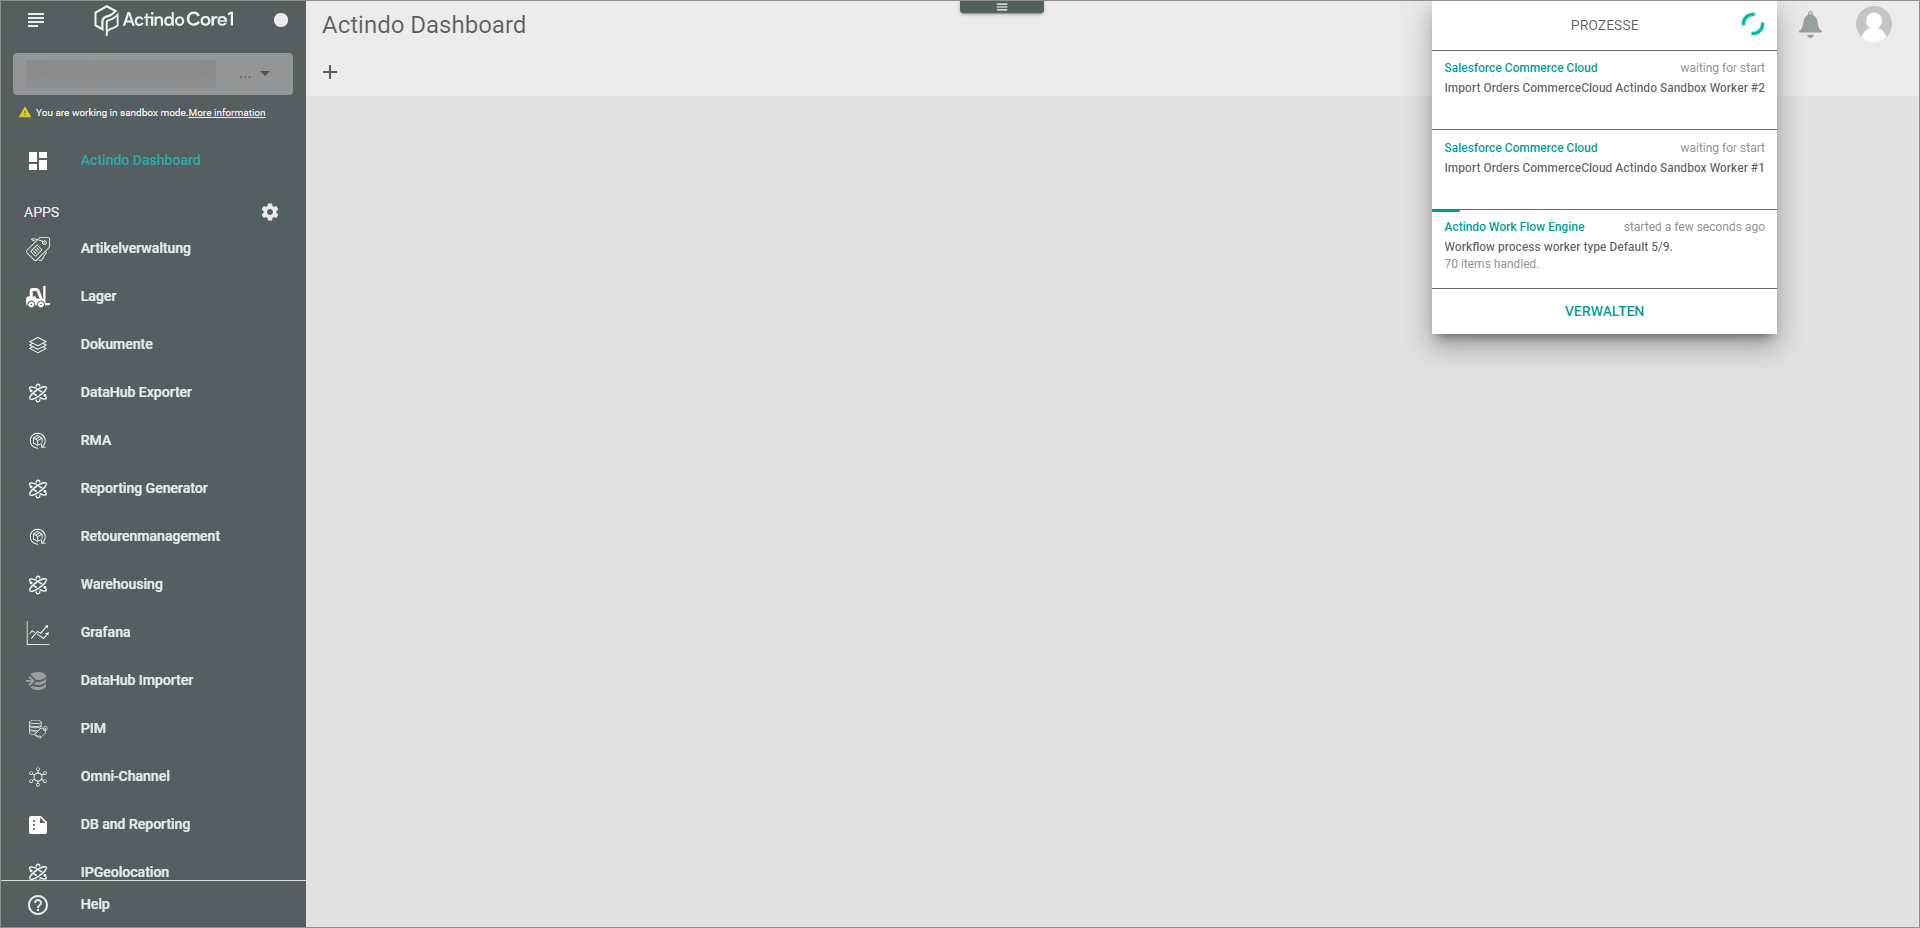 Actindo Core1
...
You are working in sandbox mode.More information
Actindo Dashboard
APPS
Artikelverwaltung
Lager
Dokumente
DataHub Exporter
RMA
Reporting Generator
Retourenmanagement
Warehousing
Grafana
DataHub Importer
PIM
Omni-Channel
DB and Reporting
IPGeolocation
Help
Actindo Dashboard
PROZESSE
Salesforce Commerce Cloud waiting for start
Import Orders CommerceCloud Actindo Sandbox Worker #2
Salesforce Commerce Cloud waiting for start
Import Orders CommerceCloud Actindo Sandbox Worker #1
Actindo Work Flow Engine started a few seconds ago
Workflow process worker type Default 5/9.
70 items handled.
VERWALTEN